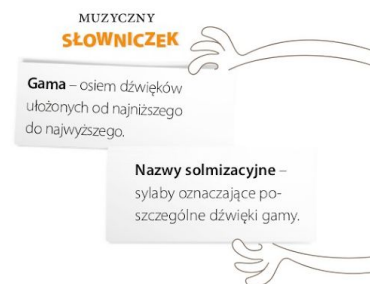 MUZYCZNY
SŁOWNICZEK
Gama – osiem dźwięków
ułożonych od najniższego
do najwyższego.
Nazwy solmizacyjne –
sylaby oznaczające po-
szczególne dźwięki gamy.